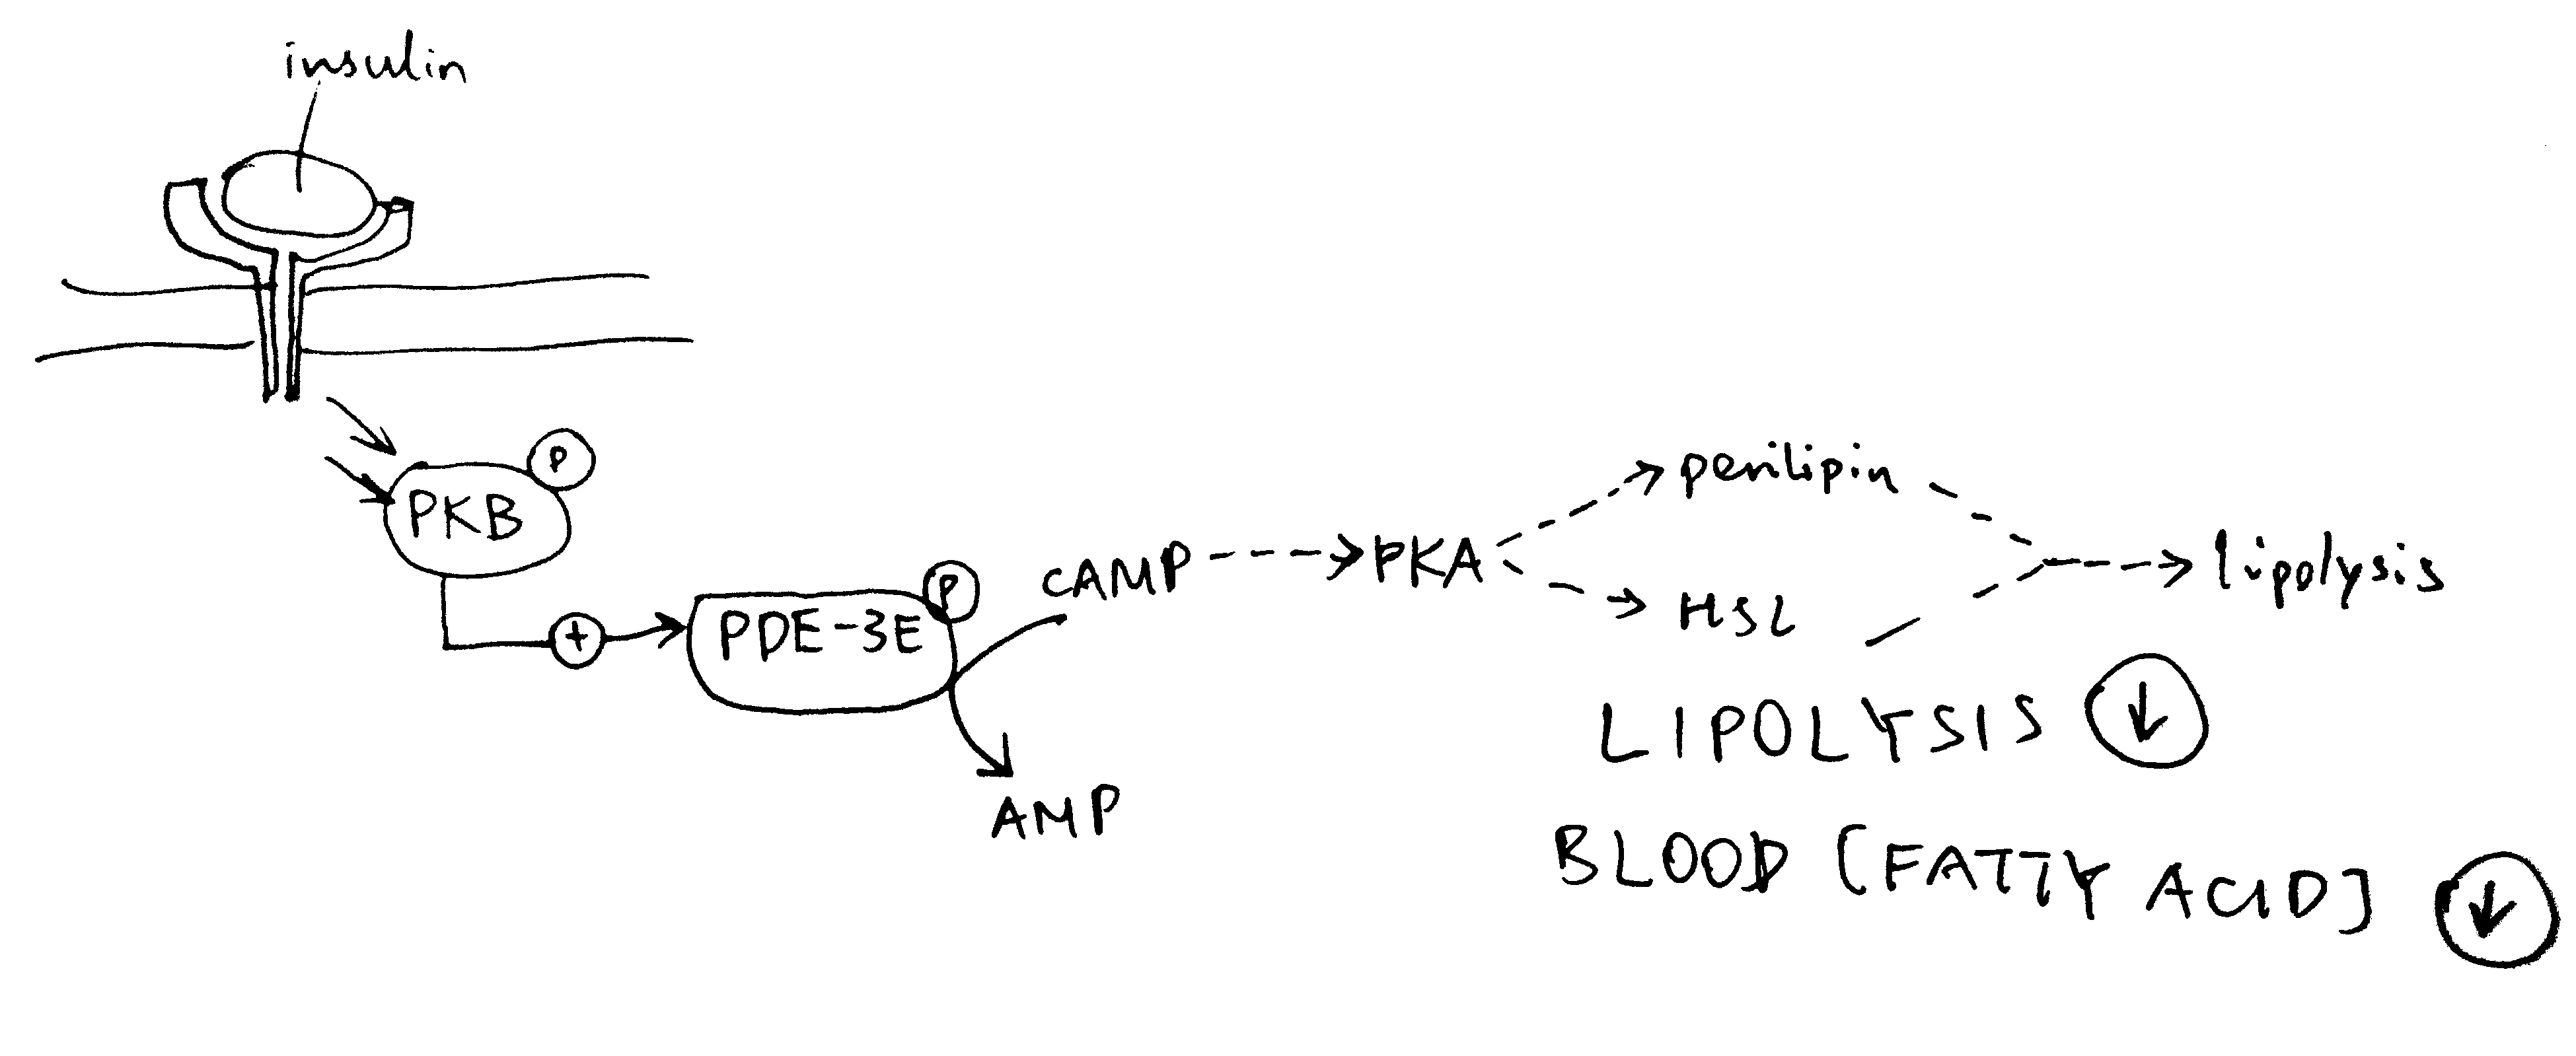 insulin
P
PKB
+
P
PDE-3E
cAMP
AMP
PKA
perilipin
HSL
lipolysis
LIPOLYSIS ↓
BLOOD [FATTY ACID] ↓